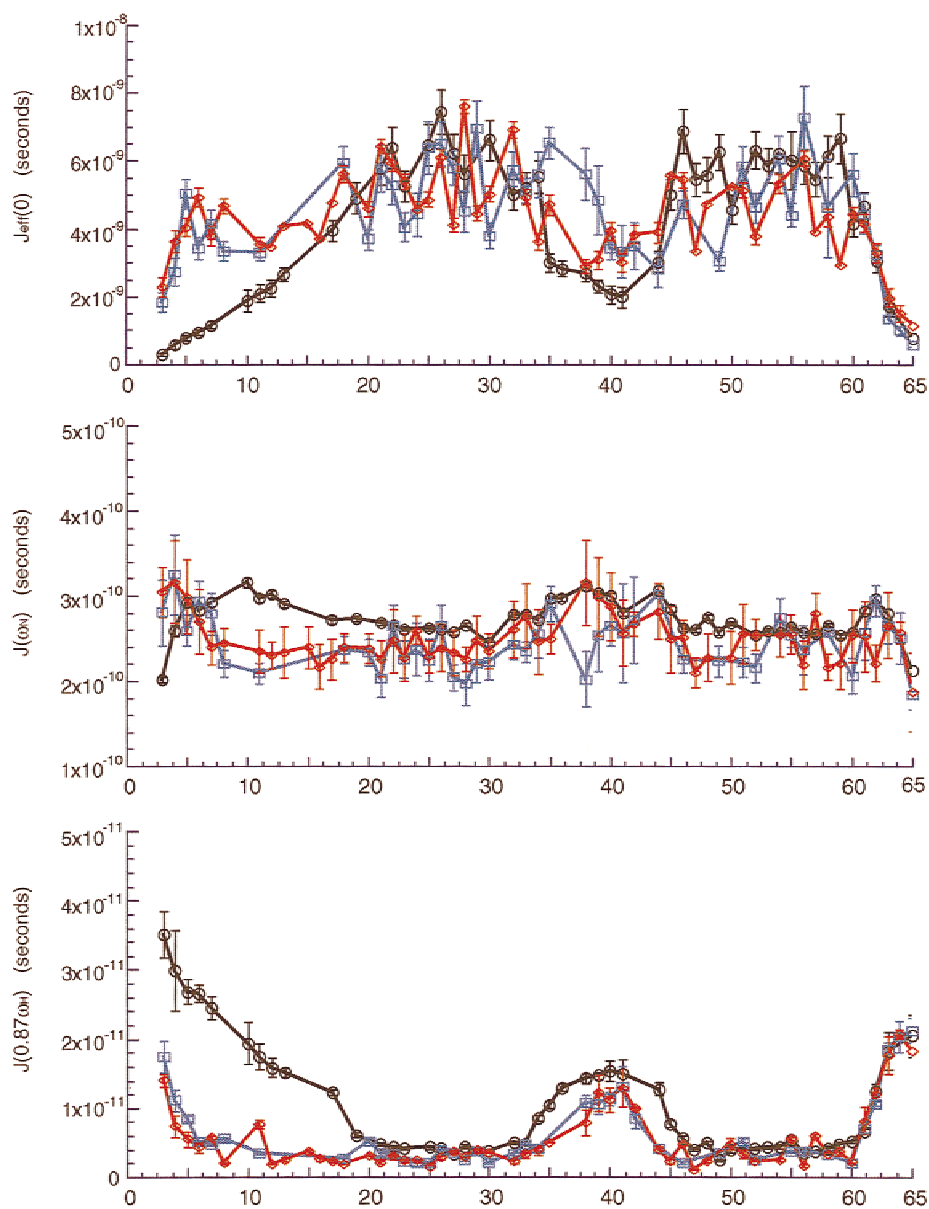 1x10-8
8x10-9
6x10-9
4x10-9
2x10-9
0
Jeff(0) (seconds)
0 10 20 30 40 50 60 65
5x10-10
4x10-10
3x10-10
2x10-10
1x10-10
J(ωN) (seconds)
0 10 20 30 40 50 60 65
5x10-11
4x10-11
3x10-11
2x10-11
1x10-11
0
J(0.87ωH) (seconds)
0 10 20 30 40 50 60 65